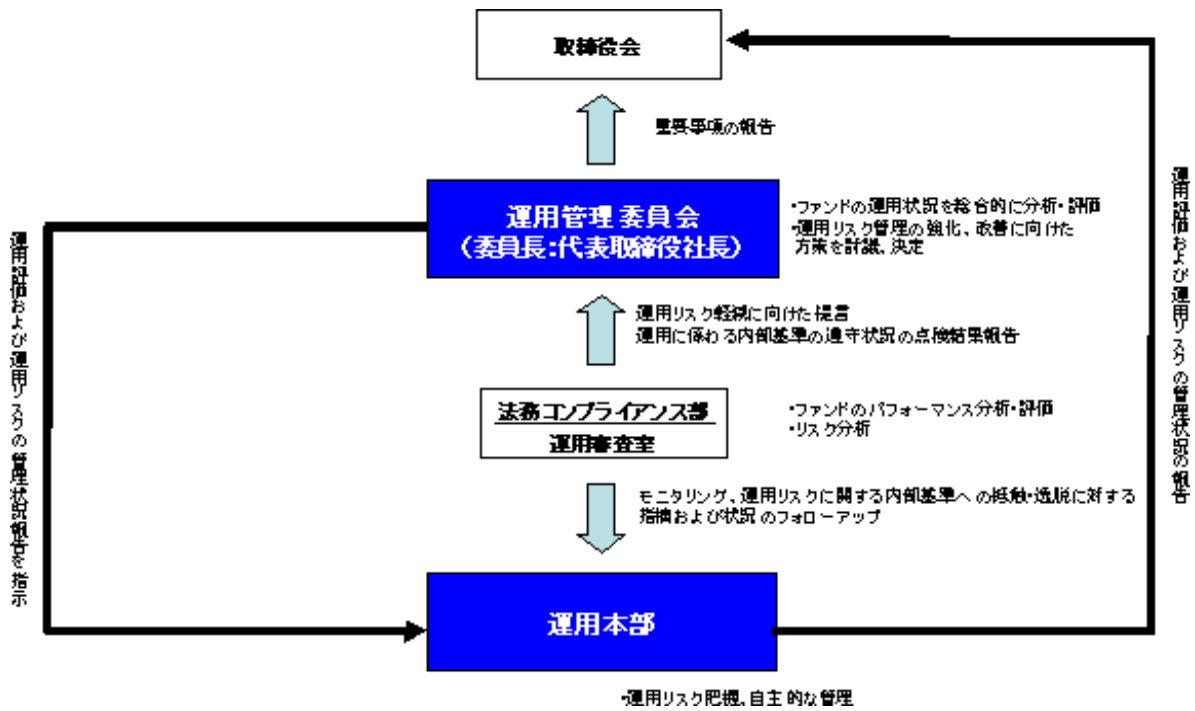 取締役会
重要事項の報告
運用管理委員会
（委員長：代表取締役社長）
・ファンドの運用状況を総合的に分析・評価
・運用リスク管理の強化、改善に向けた
方策を討議、決定
運用リスク軽減に向けた提言
運用に係わる内部基準の遵守状況の点検結果報告
法務コンプライアンス部
運用審査室
・ファンドのパフォーマンス分析・評価
・リスク分析
モニタリング、運用リスクに関する内部基準への抵触・逸脱に対する
指摘および状況のフォローアップ
運用本部
・運用リスク把握、自主的な管理
運用評価および運用リスクの管理状況報告を指示
運用評価および運用リスクの管理状況の報告